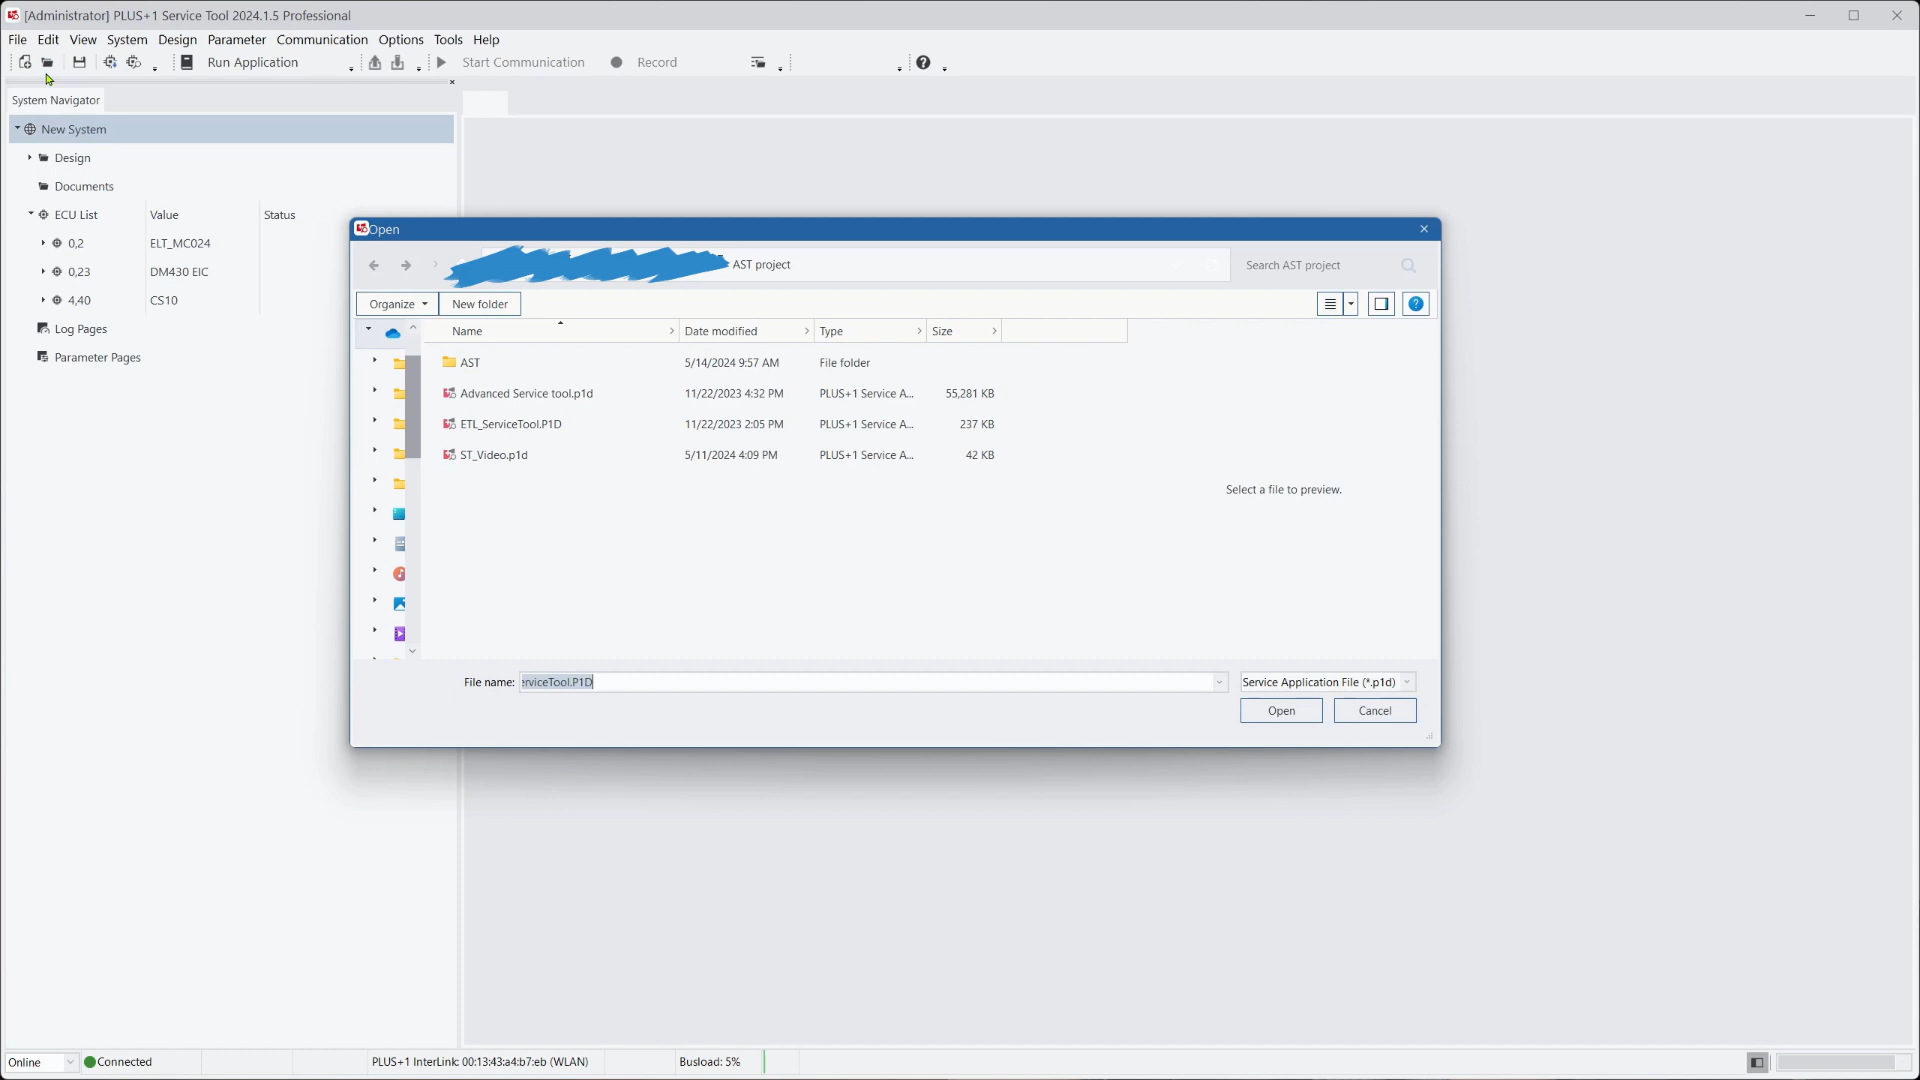 [Administrator] PLUS+1 Service Tool 2024.1.5 Professional
File Edit View System Design Parameter Communication Options Tools Help
Run Application Start Communication Record
System Navigator
New System
Design
Documents
ECU List Value Status
0,2 ELT_MC024
0,23 DM430 EIC
4,40 CS10
Log Pages
Parameter Pages
Open
AST project Search AST project
Organize New folder
Name Date modified Type Size
AST 5/14/2024 9:57 AM File folder
Advanced Service tool.p1d 11/22/2023 4:32 PM PLUS+1 Service A... 55,281 KB
ETL_ServiceTool.P1D 11/22/2023 2:05 PM PLUS+1 Service A... 237 KB
ST_Video.p1d 5/11/2024 4:09 PM PLUS+1 Service A... 42 KB
Select a file to preview.
File name: erviceTool.P1D Service Application File (*.p1d)
Open Cancel
Online Connected PLUS+1 InterLink: 00:13:43:a4:b7:eb (WLAN) Busload: 5%